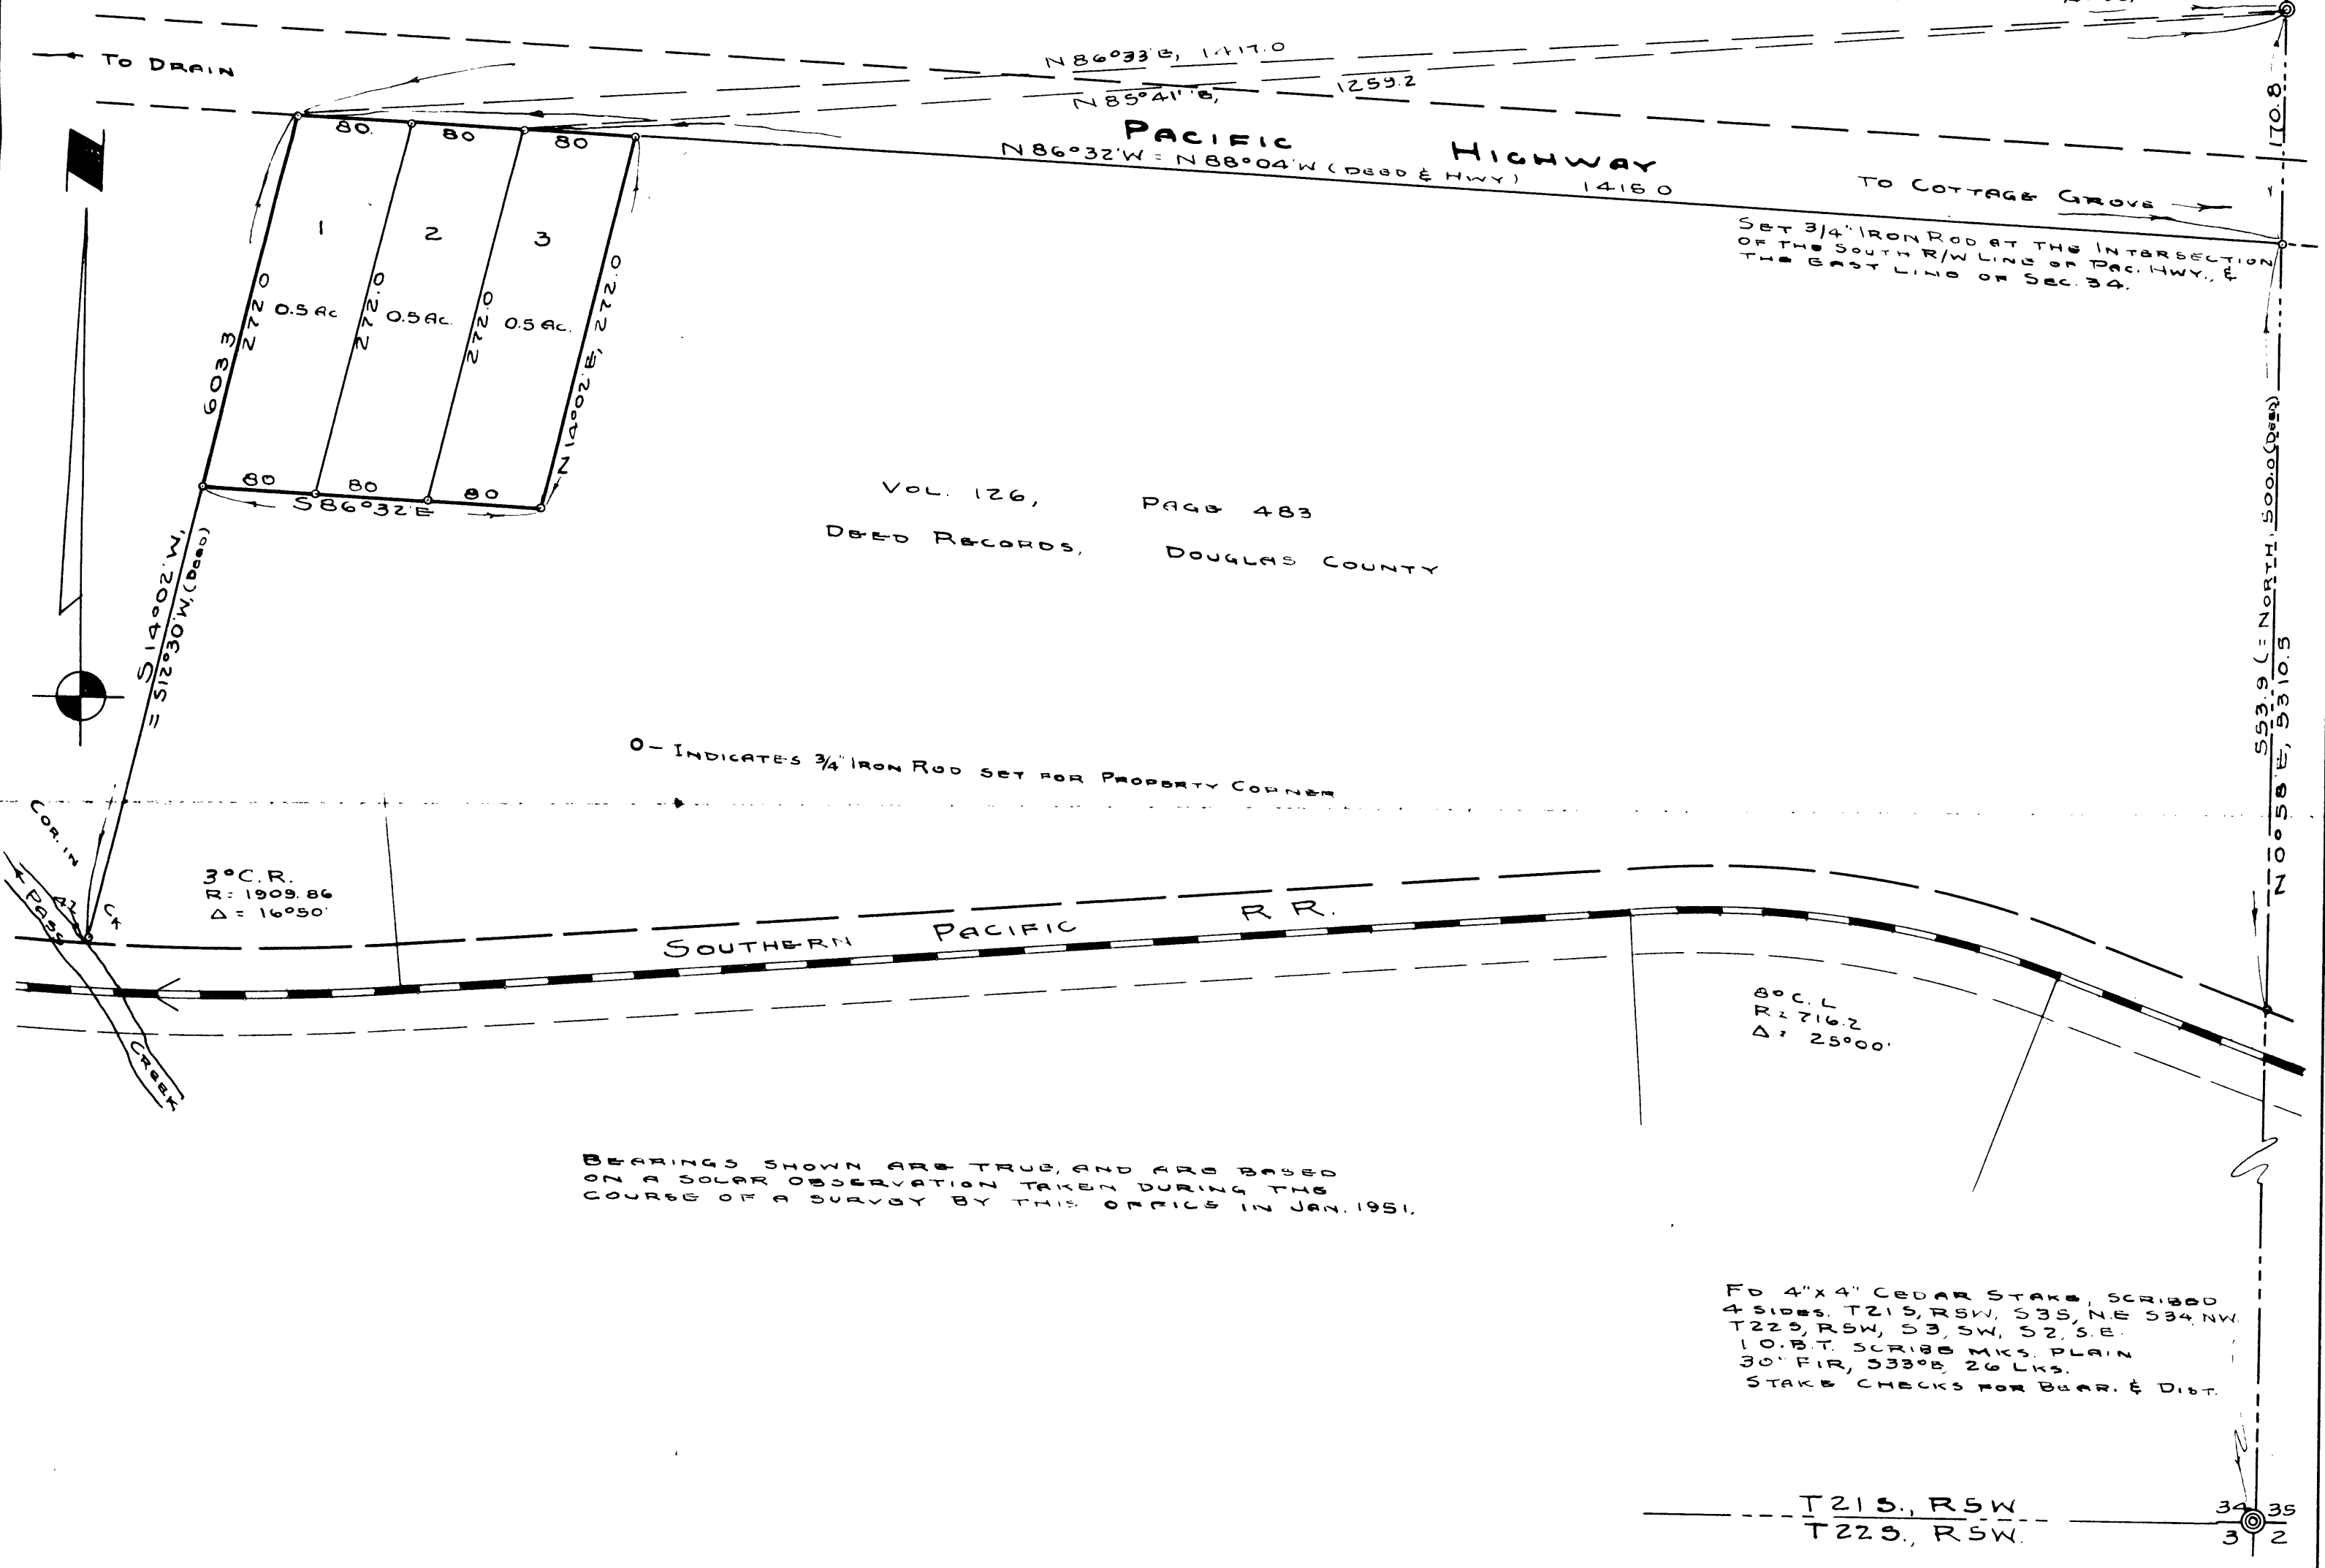 TO DRAIN
N86°33'E, 1417.0
N85°41'E, 1259.2
PACIFIC HIGHWAY
N86°32'W = N88°04'W (DEED & HWY) 1415.0
TO COTTAGE GROVE
170.8
SET 3/4" IRON ROD AT THE INTERSECTION
OF THE SOUTH R/W LINE OF PAC. HWY., &
THE EAST LINE OF SEC. 34.
80. 80 80
1 2 3
272.0 272.0 272.0
0.5 AC 0.5 AC. 0.5 AC.
N 14°02'E, 272.0
603.3
80 80 80
S86°32'E
S14°02'W,
= S12°30'W, (DEED)
VOL. 126, PAGE 483
DEED RECORDS, DOUGLAS COUNTY
553.9 (= NORTH, 500.0 (DEED)
N 0°58'E, 5310.5
O - INDICATES 3/4" IRON ROD SET FOR PROPERTY CORNER
COR. IN
CK
3° C.R.
R = 1909.86
Δ = 16°50'
SOUTHERN PACIFIC R R.
PASS
CREEK
8° C. L
R = 716.2
Δ = 25°00'
BEARINGS SHOWN ARE TRUE, AND ARE BASED
ON A SOLAR OBSERVATION TAKEN DURING THE
COURSE OF A SURVEY BY THIS OFFICE IN JAN. 1951.
FD 4"X 4" CEDAR STAKE, SCRIBED
4 SIDES. T21S, R5W, S35, N.E S34, NW.
T22S, R5W, S3, SW, S2, S.E.
1 O.B.T. SCRIBE MKS. PLAIN
30" FIR, S33°E, 26 LKS.
STAKE CHECKS FOR BEAR. & DIST.
T21S., R5W
T22S., R5W.
34 35
3 2